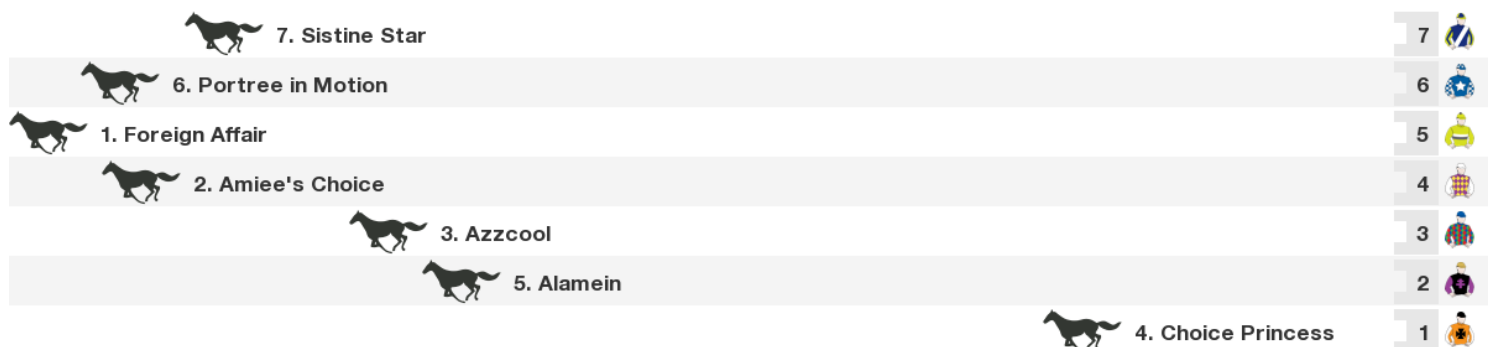 7. Sistine Star 7
6. Portree in Motion 6
1. Foreign Affair 5
2. Amiee's Choice 4
3. Azzcool 3
5. Alamein 2
4. Choice Princess 1